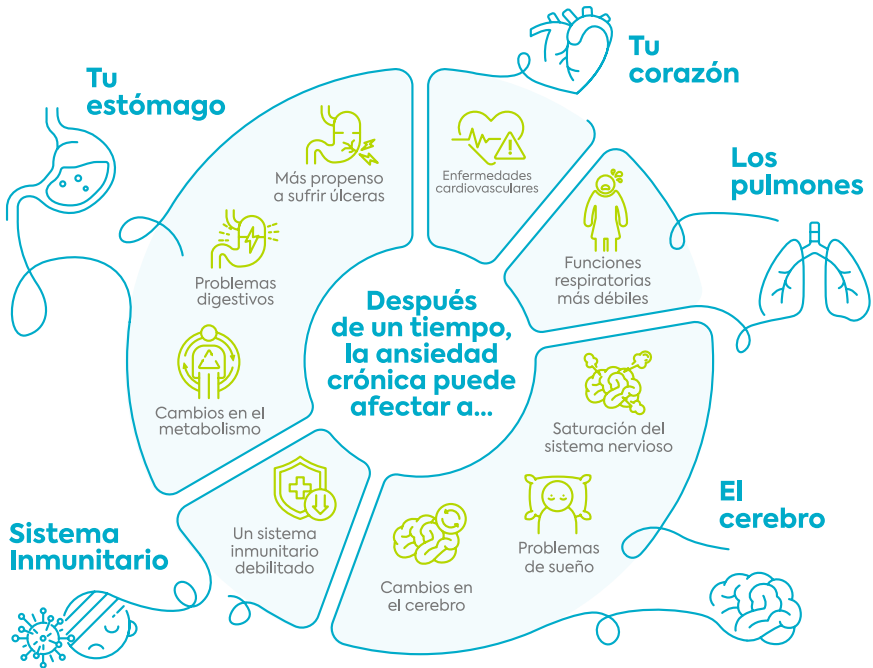 Tu
estómago
Más propenso
a sufrir úlceras
Problemas
digestivos
Cambios en el
metabolismo
Tu
corazón
Enfermedades
cardiovasculares
Los
pulmones
Funciones
respiratorias
más débiles
Después
de un tiempo,
la ansiedad
crónica puede
afectar a...
Saturación del
sistema nervioso
Problemas
de sueño
Cambios en
el cerebro
El
cerebro
Un sistema
inmunitario
debilitado
Sistema
Inmunitario